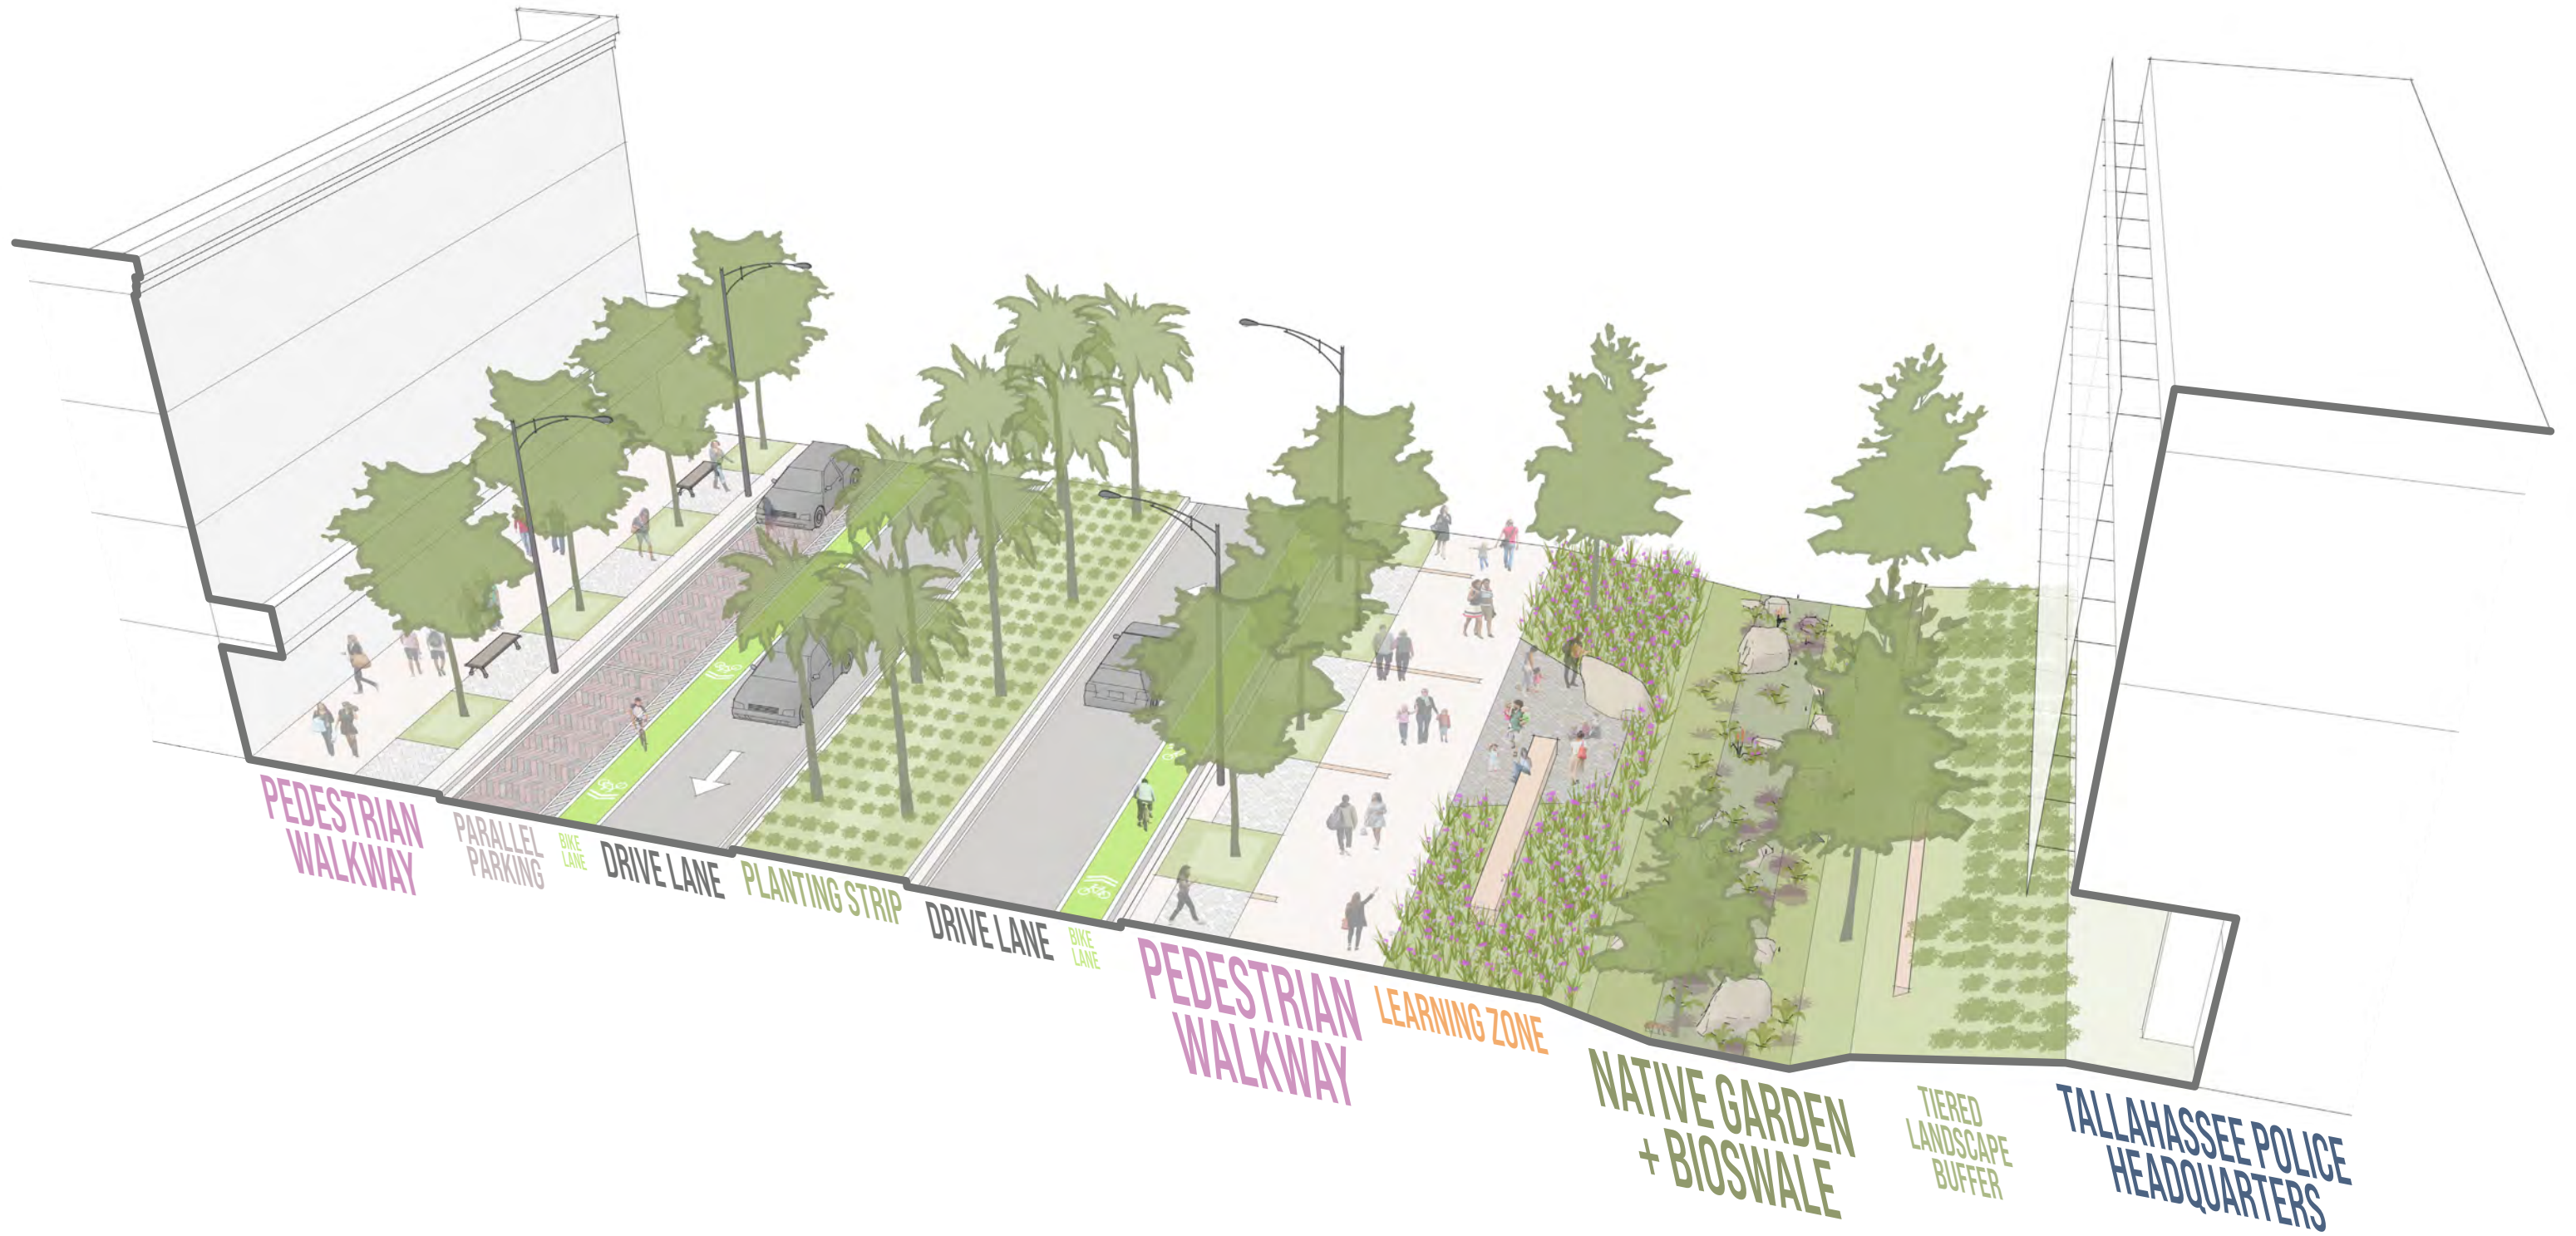 PEDESTRIAN
WALKWAY
PARALLEL
PARKING
BIKE
LANE
DRIVE LANE
PLANTING STRIP
DRIVE LANE
BIKE
LANE
PEDESTRIAN
WALKWAY
LEARNING ZONE
NATIVE GARDEN
+ BIOSWALE
TIERED
LANDSCAPE
BUFFER
TALLAHASSEE POLICE
HEADQUARTERS